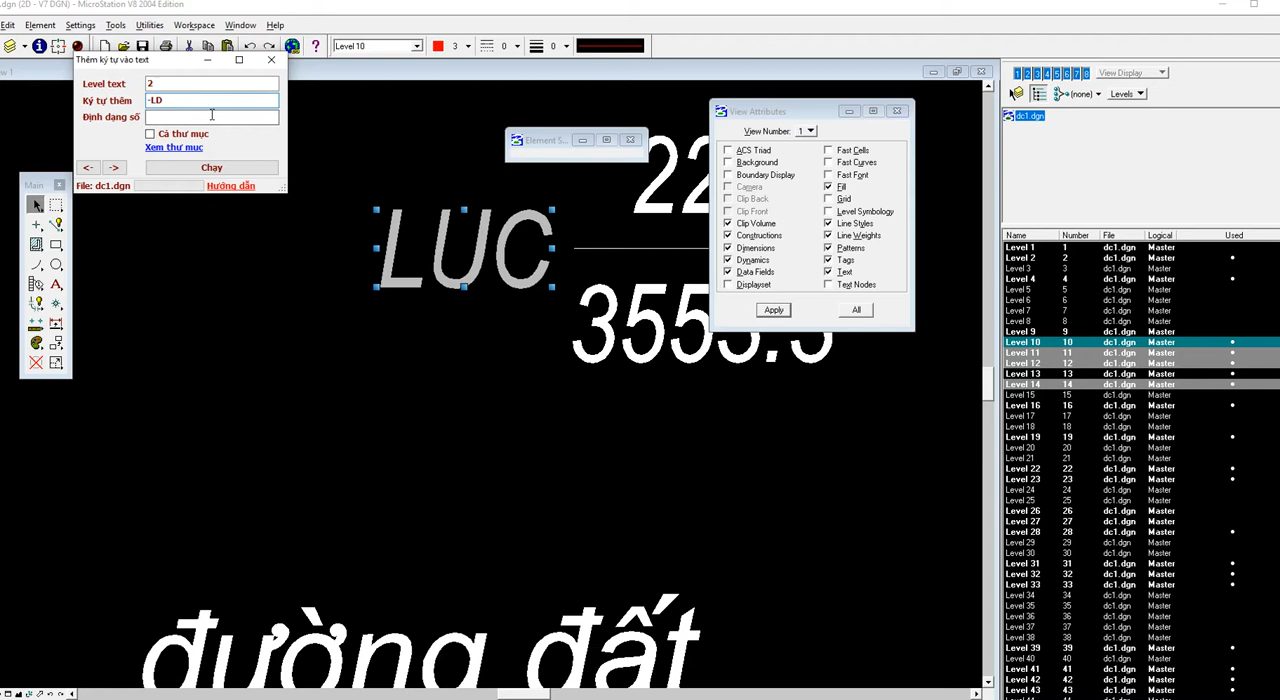 .dgn (2D - V7 DGN) - MicroStation V8 2004 Edition
Edit Element Settings Tools Utilities Workspace Window Help
Level 10 3 0 0
Thêm ký tự vào text
Level text 2
Ký tự thêm -LD
Định dạng số
Cả thư mục
Xem thư mục
<- -> Chạy
File: dc1.dgn Hướng dẫn
Main
Element S...
LUC
22
3553.5
đường đất
View Attributes
View Number: 1
ACS Triad Fast Cells
Background Fast Curves
Boundary Display Fast Font
Camera Fill
Clip Back Grid
Clip Front Level Symbology
Clip Volume Line Styles
Constructions Line Weights
Dimensions Patterns
Dynamics Tags
Data Fields Text
Displayset Text Nodes
Apply All
1 2 3 4 5 6 7 8 View Display
(none) Levels
dc1.dgn
Name Number File Logical Used
Level 1 1 dc1.dgn Master
Level 2 2 dc1.dgn Master •
Level 3 3 dc1.dgn Master
Level 4 4 dc1.dgn Master •
Level 5 5 dc1.dgn Master
Level 6 6 dc1.dgn Master
Level 7 7 dc1.dgn Master
Level 8 8 dc1.dgn Master
Level 9 9 dc1.dgn Master
Level 10 10 dc1.dgn Master •
Level 11 11 dc1.dgn Master
Level 12 12 dc1.dgn Master •
Level 13 13 dc1.dgn Master •
Level 14 14 dc1.dgn Master •
Level 15 15 dc1.dgn Master
Level 16 16 dc1.dgn Master •
Level 17 17 dc1.dgn Master
Level 18 18 dc1.dgn Master
Level 19 19 dc1.dgn Master •
Level 20 20 dc1.dgn Master
Level 21 21 dc1.dgn Master
Level 22 22 dc1.dgn Master •
Level 23 23 dc1.dgn Master •
Level 24 24 dc1.dgn Master
Level 25 25 dc1.dgn Master
Level 26 26 dc1.dgn Master
Level 27 27 dc1.dgn Master
Level 28 28 dc1.dgn Master •
Level 29 29 dc1.dgn Master
Level 30 30 dc1.dgn Master
Level 31 31 dc1.dgn Master •
Level 32 32 dc1.dgn Master •
Level 33 33 dc1.dgn Master •
Level 34 34 dc1.dgn Master
Level 35 35 dc1.dgn Master
Level 36 36 dc1.dgn Master
Level 37 37 dc1.dgn Master
Level 38 38 dc1.dgn Master
Level 39 39 dc1.dgn Master •
Level 40 40 dc1.dgn Master
Level 41 41 dc1.dgn Master •
Level 42 42 dc1.dgn Master •
Level 43 43 dc1.dgn Master •